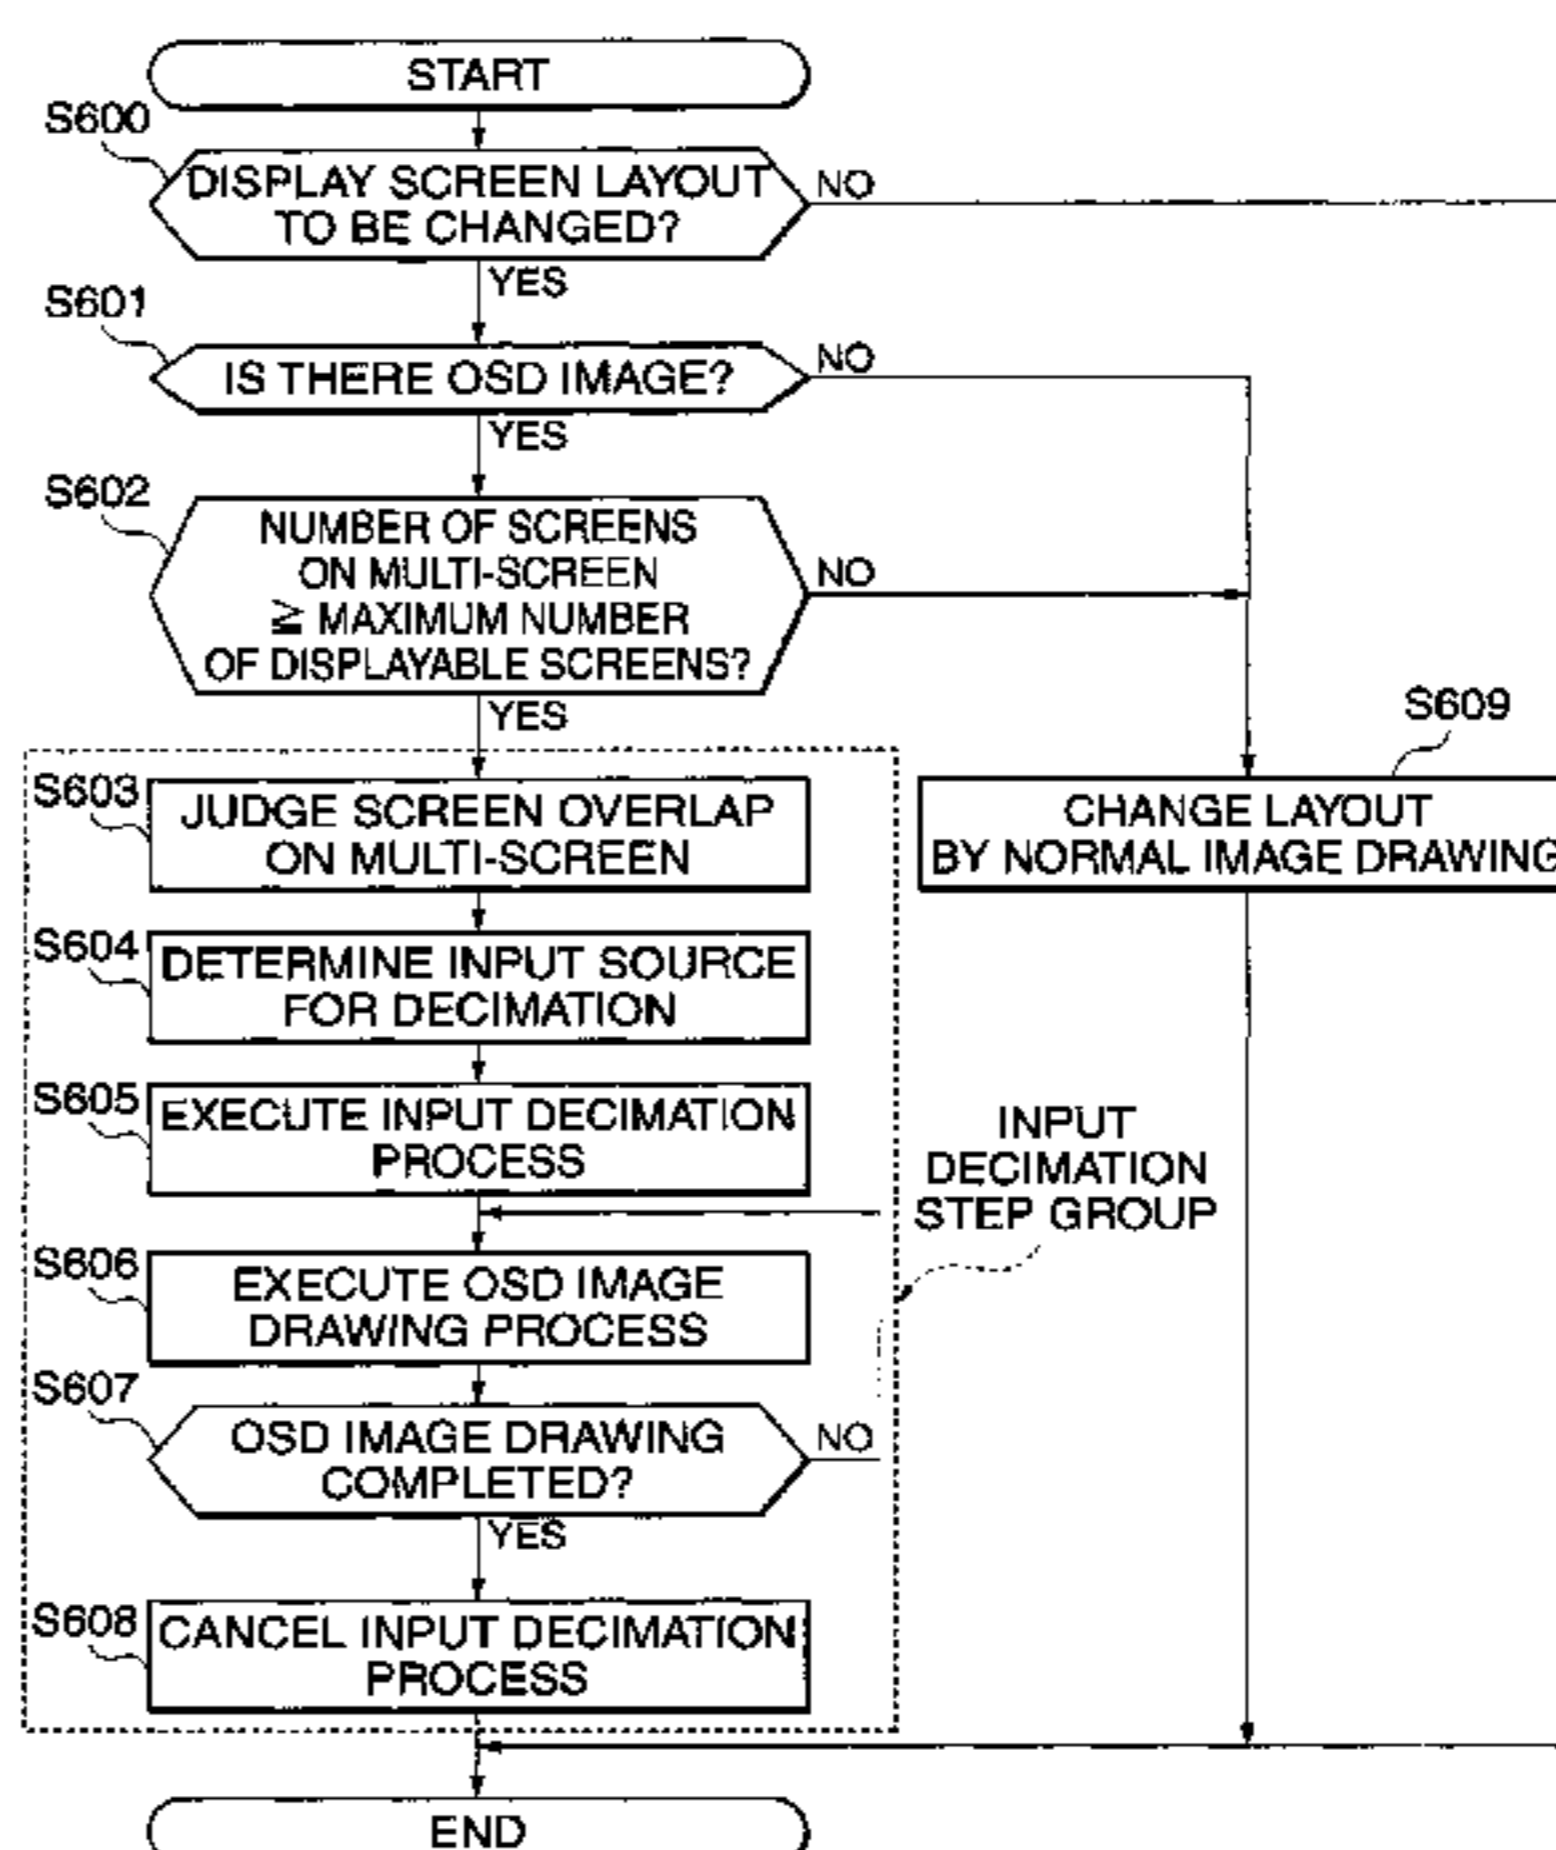 START
S600
DISPLAY SCREEN LAYOUT
TO BE CHANGED?
NO
YES
S601
IS THERE OSD IMAGE?
NO
YES
S602
NUMBER OF SCREENS
ON MULTI-SCREEN
≧ MAXIMUM NUMBER
OF DISPLAYABLE SCREENS?
NO
YES
S603
JUDGE SCREEN OVERLAP
ON MULTI-SCREEN
S609
CHANGE LAYOUT
BY NORMAL IMAGE DRAWING
S604
DETERMINE INPUT SOURCE
FOR DECIMATION
S605
EXECUTE INPUT DECIMATION
PROCESS
INPUT
DECIMATION
STEP GROUP
S606
EXECUTE OSD IMAGE
DRAWING PROCESS
S607
OSD IMAGE DRAWING
COMPLETED?
NO
YES
S608
CANCEL INPUT DECIMATION
PROCESS
END